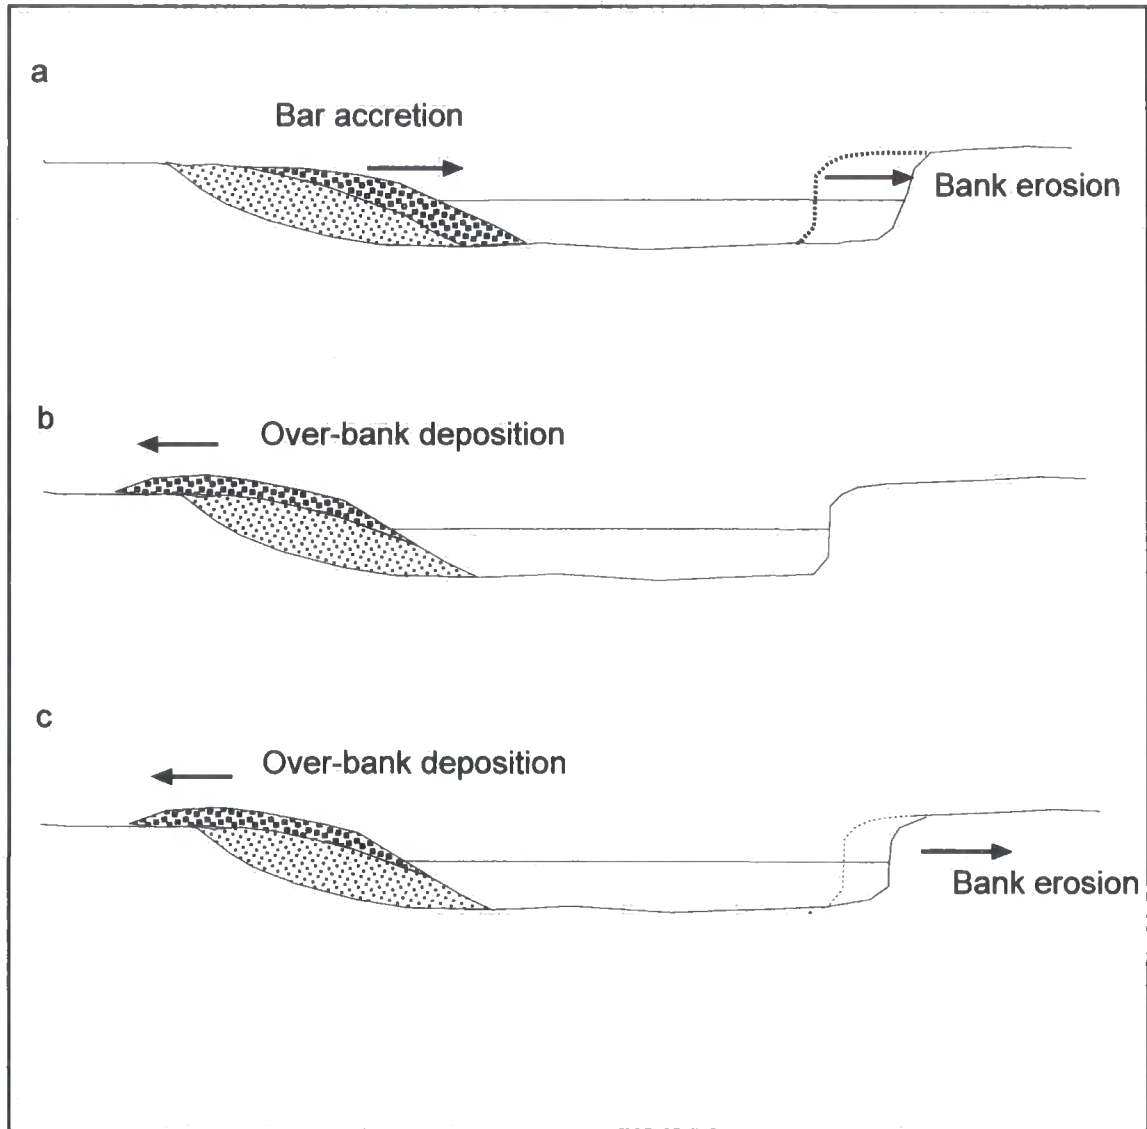 a
Bar accretion
Bank erosion
b
Over-bank deposition
c
Over-bank deposition
Bank erosion